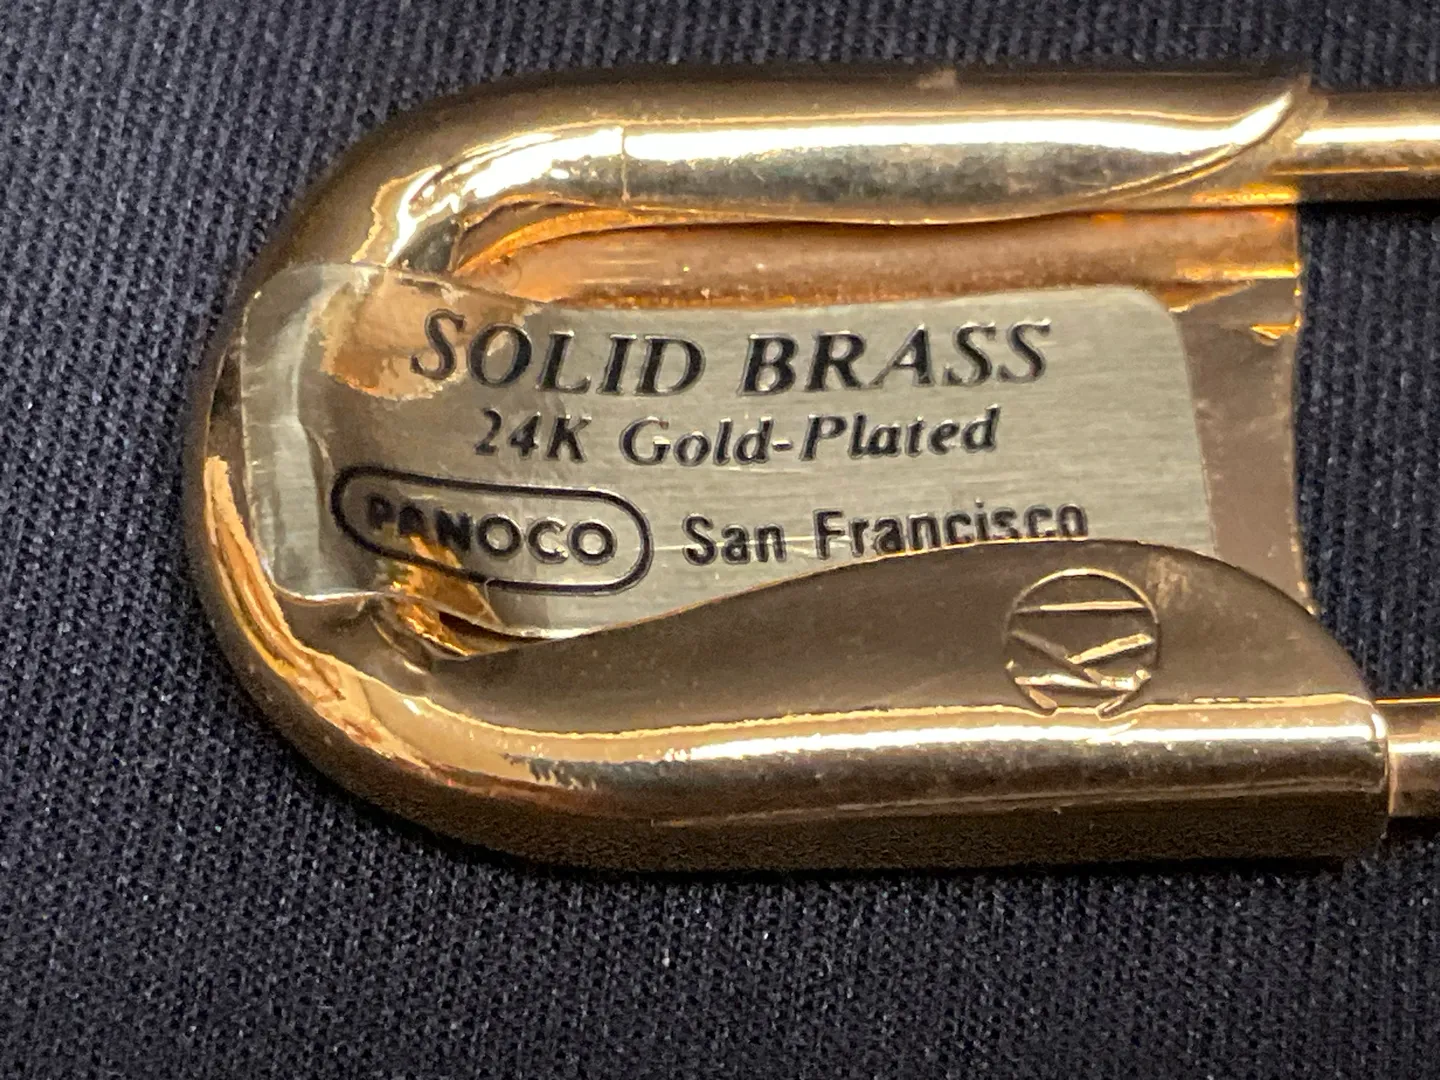 SOLID BRASS
24K Gold-Plated
PANOCO San Francisco